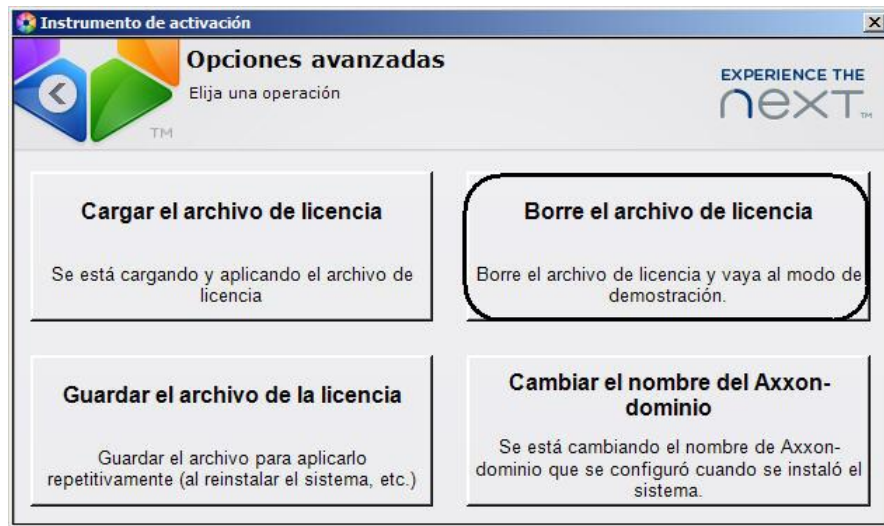 Instrumento de activación
Opciones avanzadas
Elija una operación
TM
EXPERIENCE THE
next™
Cargar el archivo de licencia
Se está cargando y aplicando el archivo de
licencia
Borre el archivo de licencia
Borre el archivo de licencia y vaya al modo de
demostración.
Guardar el archivo de la licencia
Guardar el archivo para aplicarlo
repetitivamente (al reinstalar el sistema, etc.)
Cambiar el nombre del Axxon-
dominio
Se está cambiando el nombre de Axxon-
dominio que se configuró cuando se instaló el
sistema.